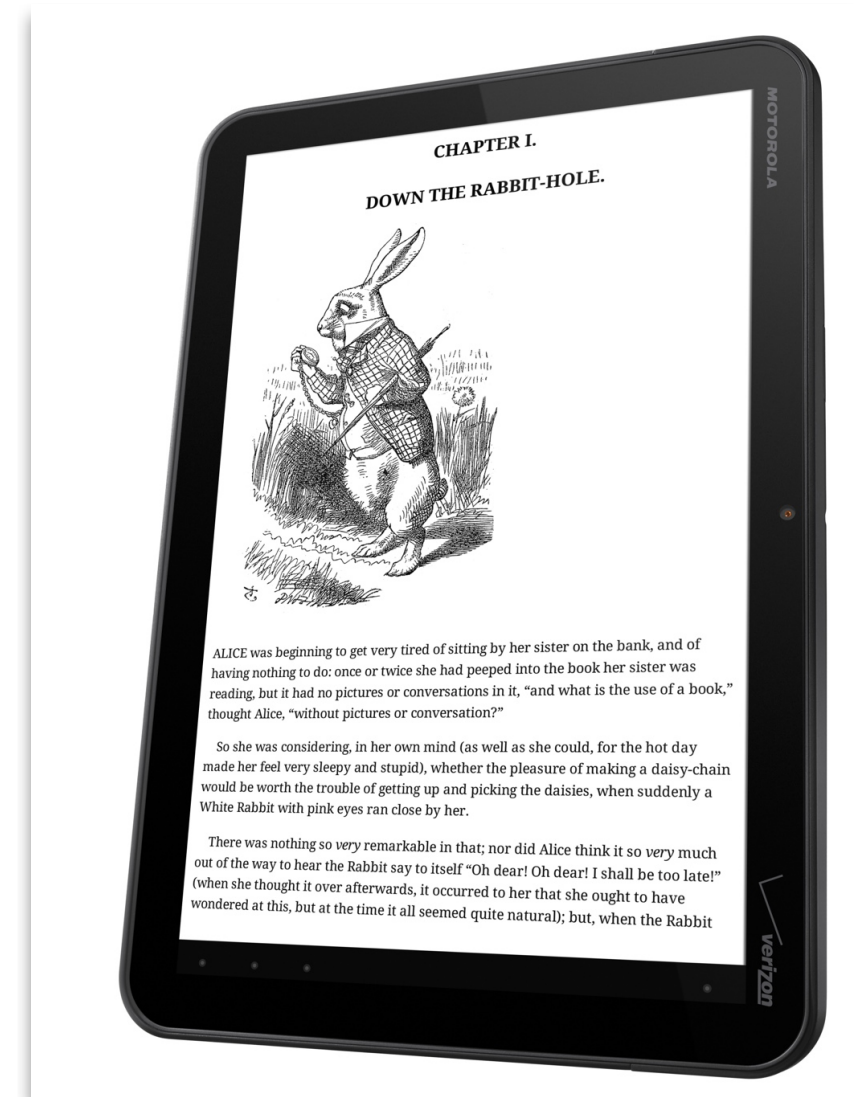 MOTOROLA
CHAPTER I.
DOWN THE RABBIT-HOLE.
ALICE was beginning to get very tired of sitting by her sister on the bank, and of
having nothing to do: once or twice she had peeped into the book her sister was
reading, but it had no pictures or conversations in it, “and what is the use of a book,”
thought Alice, “without pictures or conversation?”
So she was considering, in her own mind (as well as she could, for the hot day
made her feel very sleepy and stupid), whether the pleasure of making a daisy-chain
would be worth the trouble of getting up and picking the daisies, when suddenly a
White Rabbit with pink eyes ran close by her.
There was nothing so very remarkable in that; nor did Alice think it so very much
out of the way to hear the Rabbit say to itself “Oh dear! Oh dear! I shall be too late!”
(when she thought it over afterwards, it occurred to her that she ought to have
wondered at this, but at the time it all seemed quite natural); but, when the Rabbit
verizon